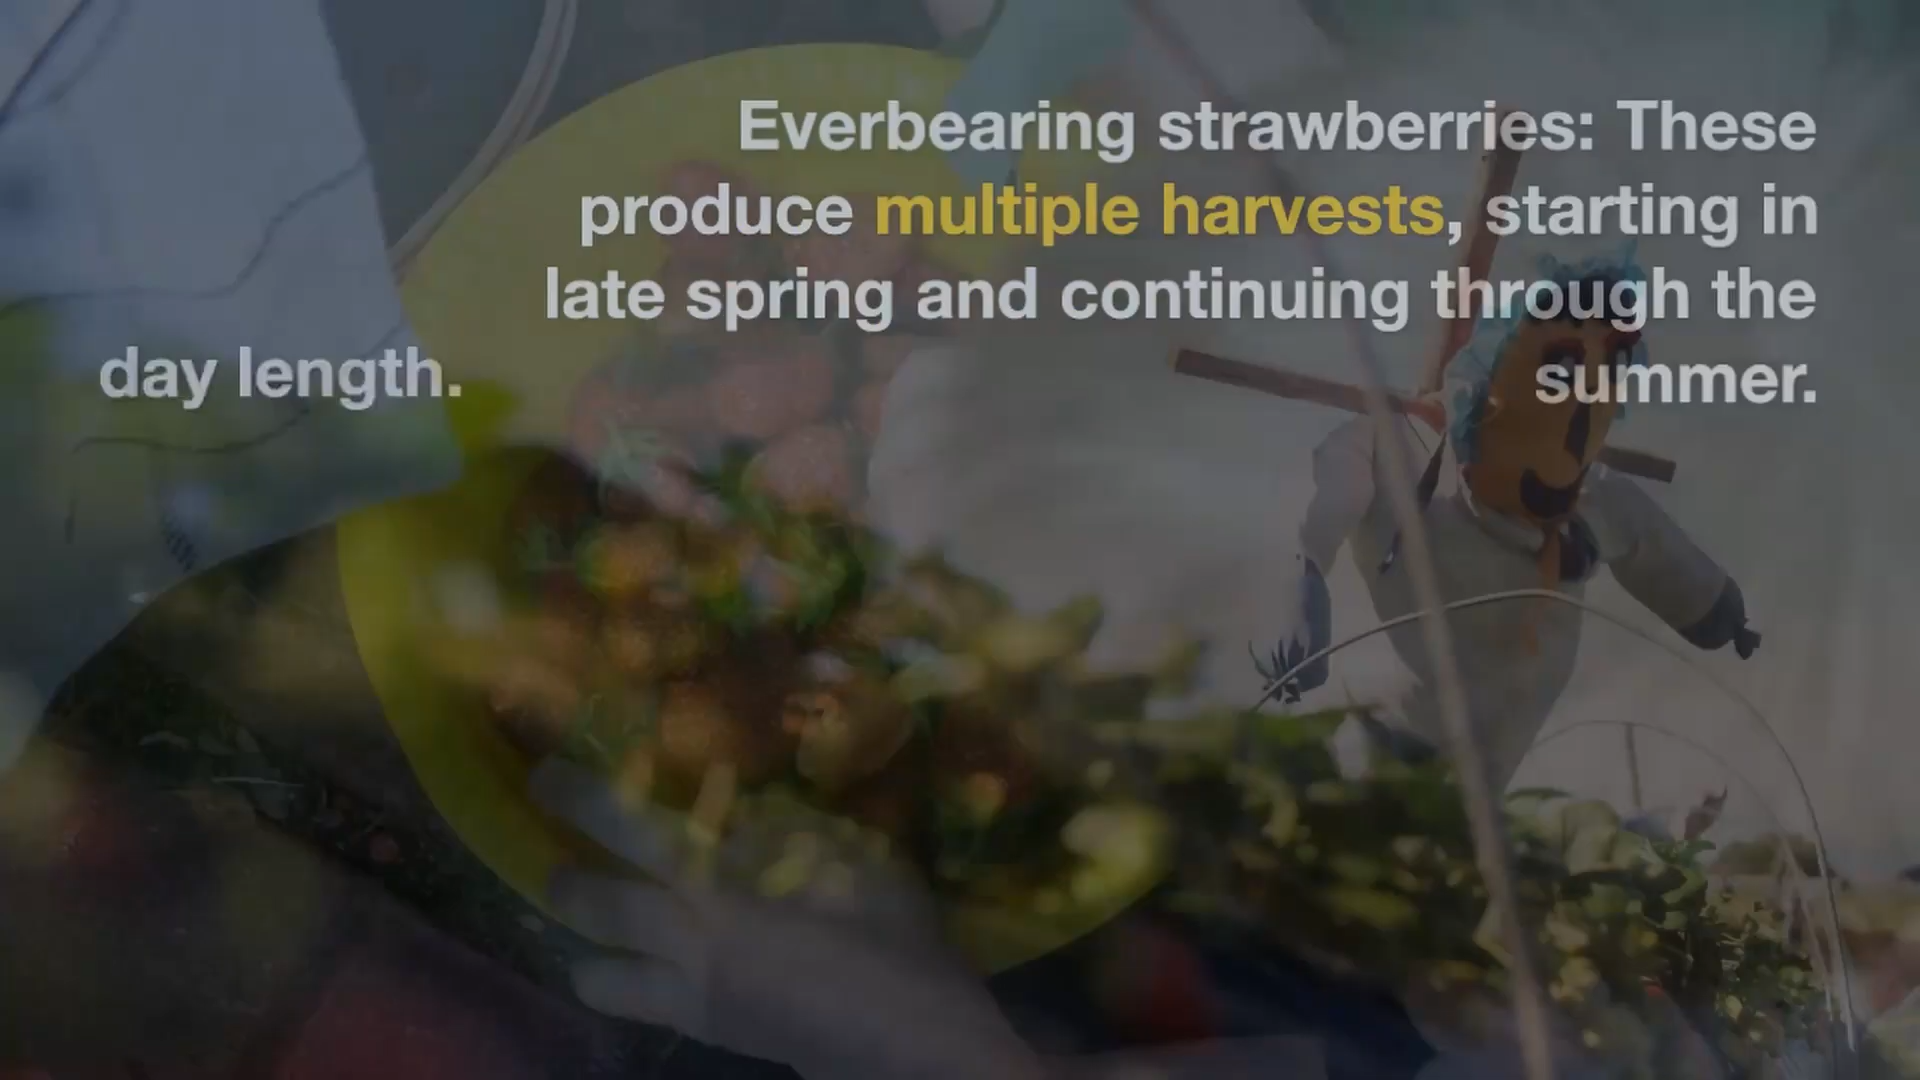 Everbearing strawberries: These
produce multiple harvests, starting in
late spring and continuing through the
summer.
day length.